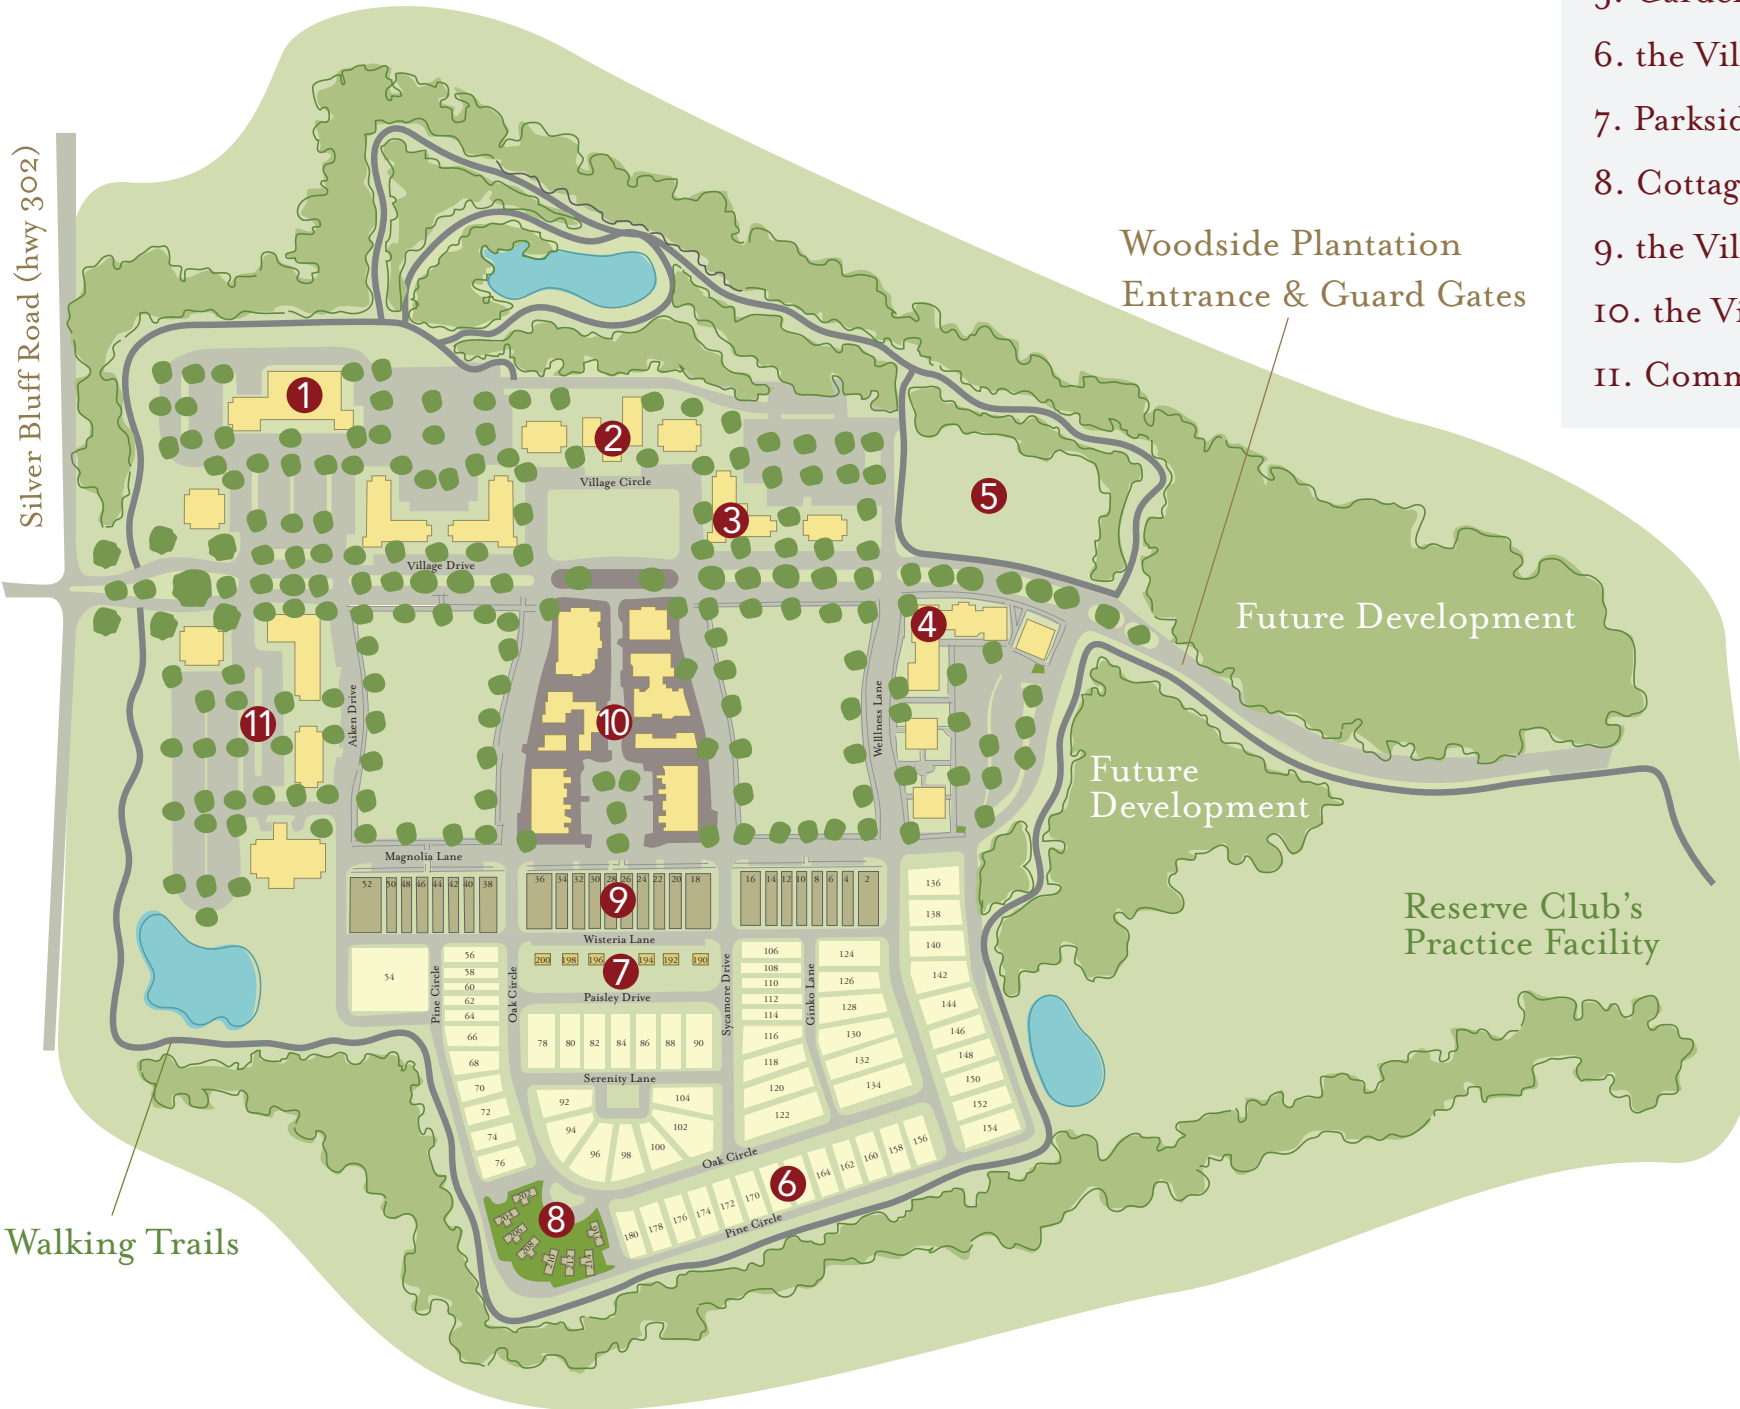 6. the Vil
7. Parksid
8. Cottag
9. the Vil
10. the Vi
11. Comm
Silver Bluff Road (hwy 302)
Woodside Plantation
Entrance & Guard Gates
1
2
Village Circle
3
5
Village Drive
4
Future Development
Aiken Drive
10
11
Welllness Lane
Future
Development
Magnolia Lane
52 50 48 46 44 42 40 38
36 34 32 30 28 26 24 22 20 18
16 14 12 10 8 6 4 2
9
136
138
140
142
144
146
148
150
152
154
Reserve Club's
Practice Facility
Wisteria Lane
200 198 196 194 192 190
7
Paisley Drive
54
Pine Circle
56
58
60
62
64
66
68
70
72
74
76
Oak Circle
78 80 82 84 86 88 90
Serenity Lane
92
94
96
98
100
102
104
Sycamore Drive
106
108
110
112
114
116
118
120
122
Ginko Lane
124
126
128
130
132
134
Oak Circle
180 178 176 174 172 170 164 162 160 158 156
6
Pine Circle
8
202
204
206
208
210
212
214
Walking Trails